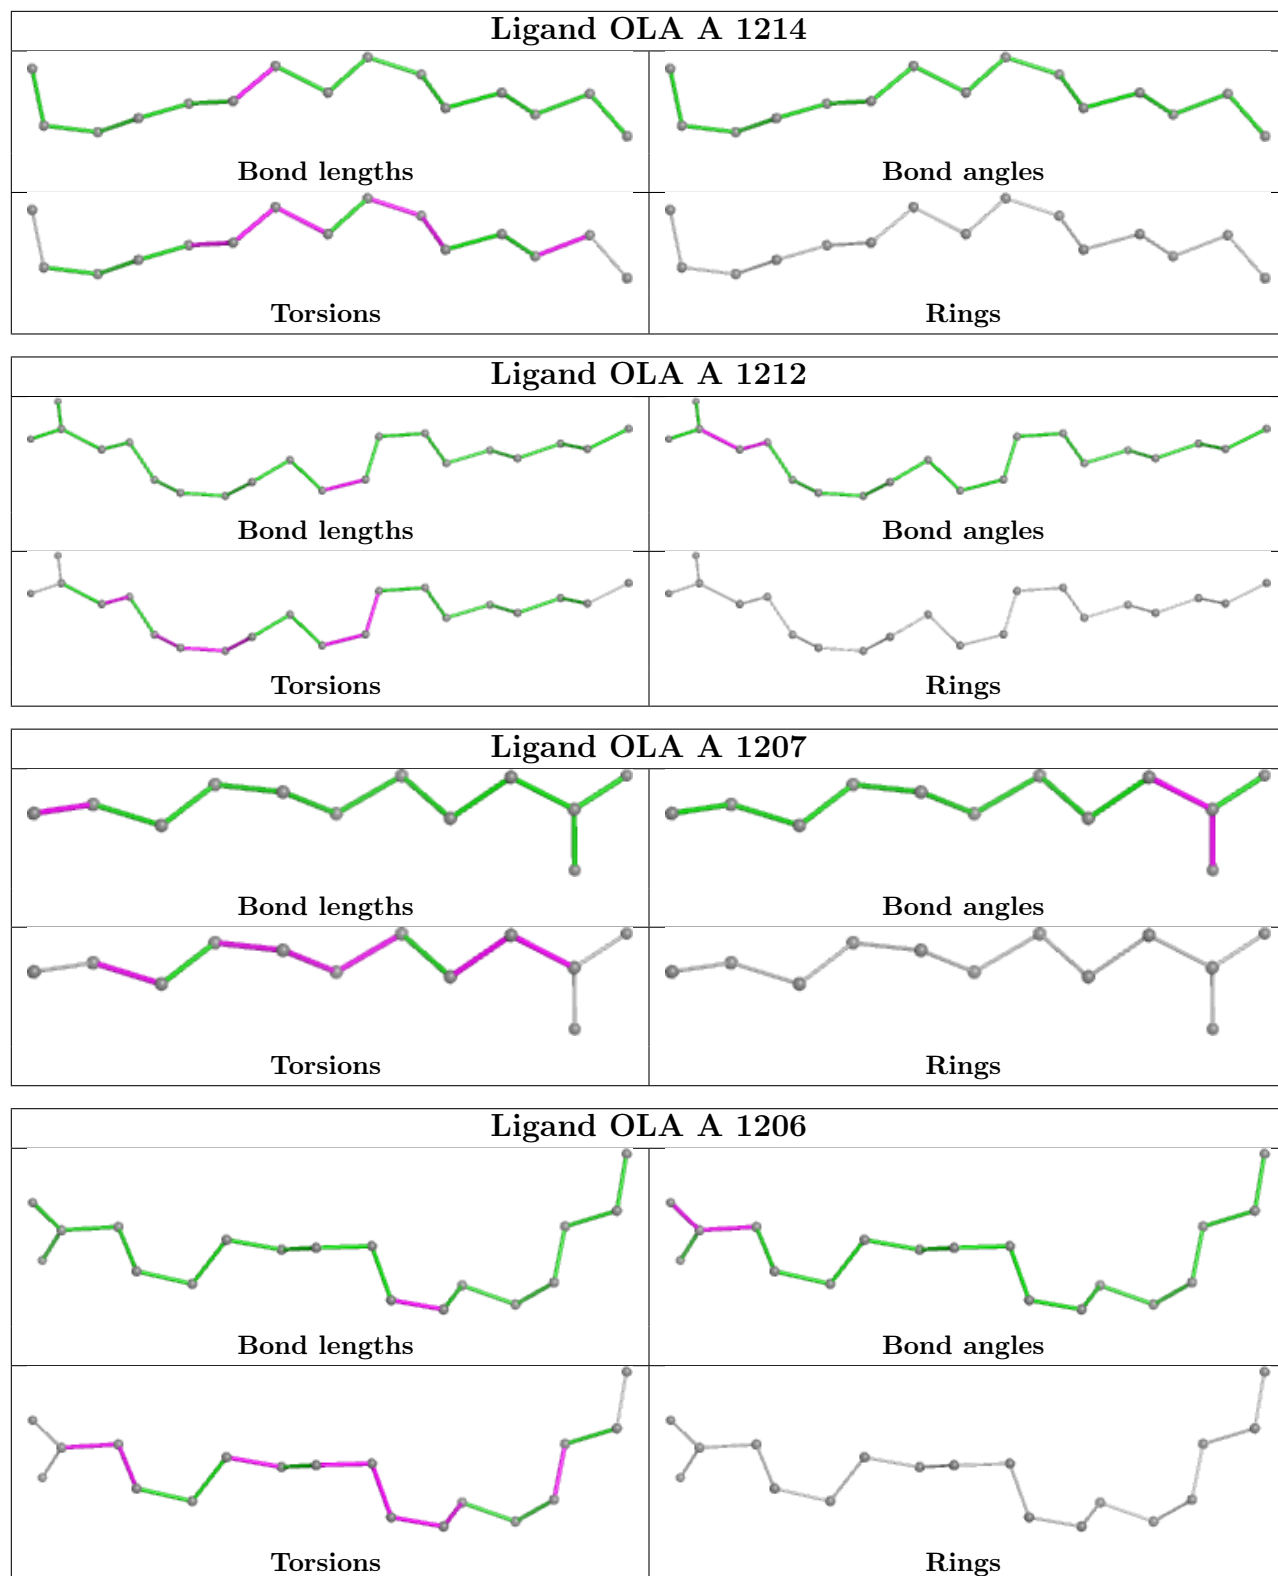 Ligand OLA A 1214
Bond lengths
Bond angles
Torsions
Rings
Ligand OLA A 1212
Bond lengths
Bond angles
Torsions
Rings
Ligand OLA A 1207
Bond lengths
Bond angles
Torsions
Rings
Ligand OLA A 1206
Bond lengths
Bond angles
Torsions
Rings